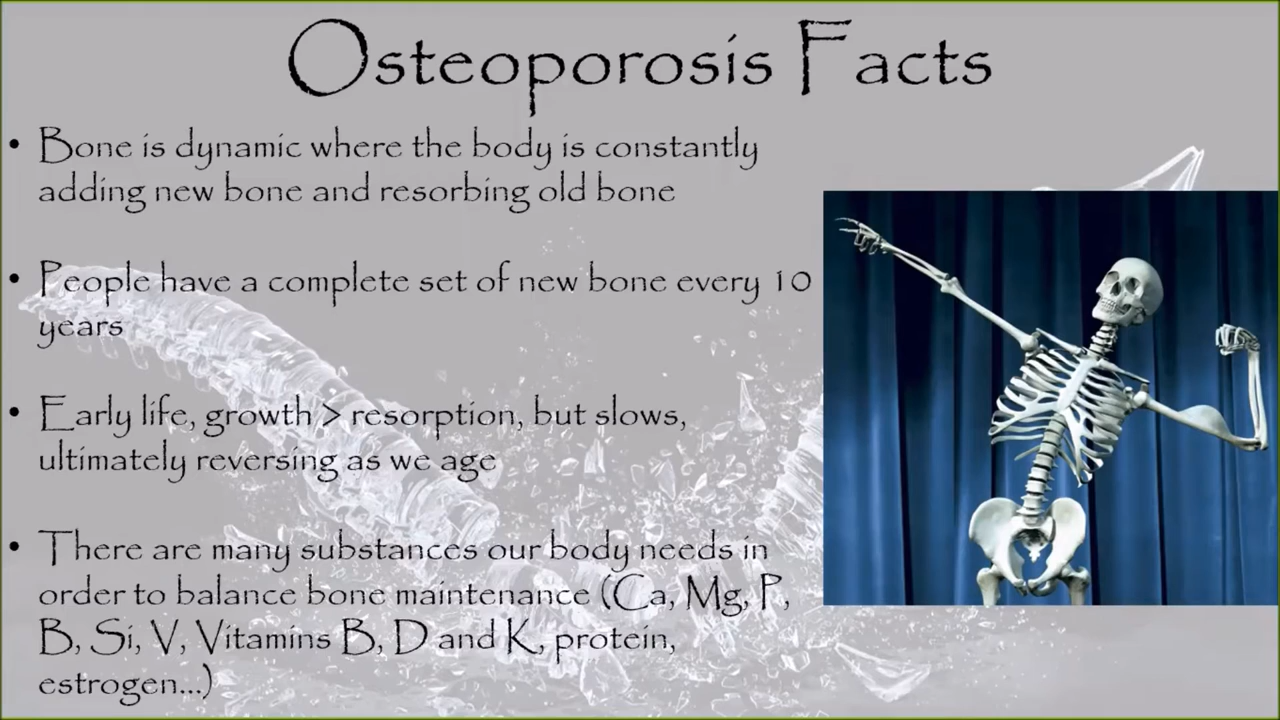 Osteoporosis Facts
• Bone is dynamic where the body is constantly
adding new bone and resorbing old bone
• People have a complete set of new bone every 10
years
• Early life, growth > resorption, but slows,
ultimately reversing as we age
• There are many substances our body needs in
order to balance bone maintenance (Ca, Mg, P,
B, Si, V, Vitamins B, D and K, protein,
estrogen...)